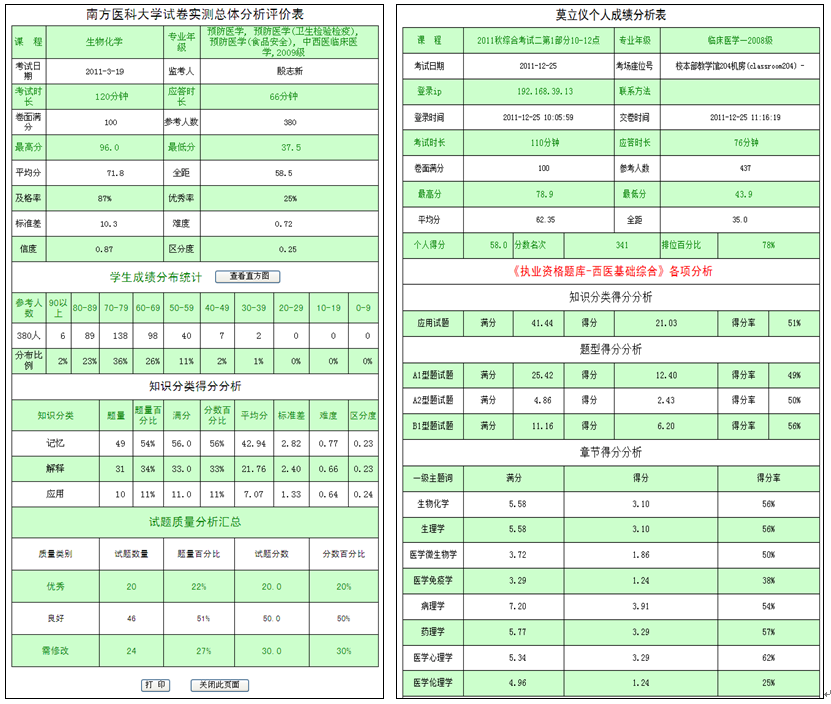 南方医科大学试卷实测总体分析评价表
课 程 生物化学 专业年级 预防医学, 预防医学(卫生检验检疫), 预防医学(食品安全), 中西医临床医学,2009级
考试日期 2011-3-19 监考人 殷志新
考试时长 120分钟 应答时长 66分钟
卷面满分 100 参考人数 380
最高分 96.0 最低分 37.5
平均分 71.8 全距 58.5
及格率 87% 优秀率 25%
标准差 10.3 难度 0.72
信度 0.87 区分度 0.25
学生成绩分布统计 查看直方图
参考人数 90以上 80-89 70-79 60-69 50-59 40-49 30-39 20-29 10-19 0-9
380人 6 89 138 98 40 7 2 0 0 0
分布比例 2% 23% 36% 26% 11% 2% 1% 0% 0% 0%
知识分类得分分析
知识分类 题量 题量百分比 满分 分数百分比 平均分 标准差 难度 区分度
记忆 49 54% 56.0 56% 42.94 2.82 0.77 0.23
解释 31 34% 33.0 33% 21.76 2.40 0.66 0.23
应用 10 11% 11.0 11% 7.07 1.33 0.64 0.24
试题质量分析汇总
质量类别 试题数量 题量百分比 试题分数 分数百分比
优秀 20 22% 20.0 20%
良好 46 51% 50.0 50%
需修改 24 27% 30.0 30%
打 印 关闭此页面
莫立仪个人成绩分析表
课 程 2011秋综合考试二第1部分10-12点 专业年级 临床医学一2008级
考试日期 2011-12-25 考场座位号 校本部教学馆204机房(classroom204) -
登录ip 192.168.39.13 联系方法
登录时间 2011-12-25 10:05:59 交卷时间 2011-12-25 11:16:19
考试时长 110分钟 应答时长 76分钟
卷面满分 100 参考人数 437
最高分 78.9 最低分 43.9
平均分 62.35 全距 35.0
个人得分 58.0 分数名次 341 排位百分比 78%
《执业资格题库-西医基础综合》各项分析
知识分类得分分析
应用试题 满分 41.44 得分 21.03 得分率 51%
题型得分分析
A1型题试题 满分 25.42 得分 12.40 得分率 49%
A2型题试题 满分 4.86 得分 2.43 得分率 50%
B1型题试题 满分 11.16 得分 6.20 得分率 56%
章节得分分析
一级主题词 满分 得分 得分率
生物化学 5.58 3.10 56%
生理学 5.58 3.10 56%
医学微生物学 3.72 1.86 50%
医学免疫学 3.29 1.24 38%
病理学 7.20 3.91 54%
药理学 5.77 3.29 57%
医学心理学 5.34 3.29 62%
医学伦理学 4.96 1.24 25%